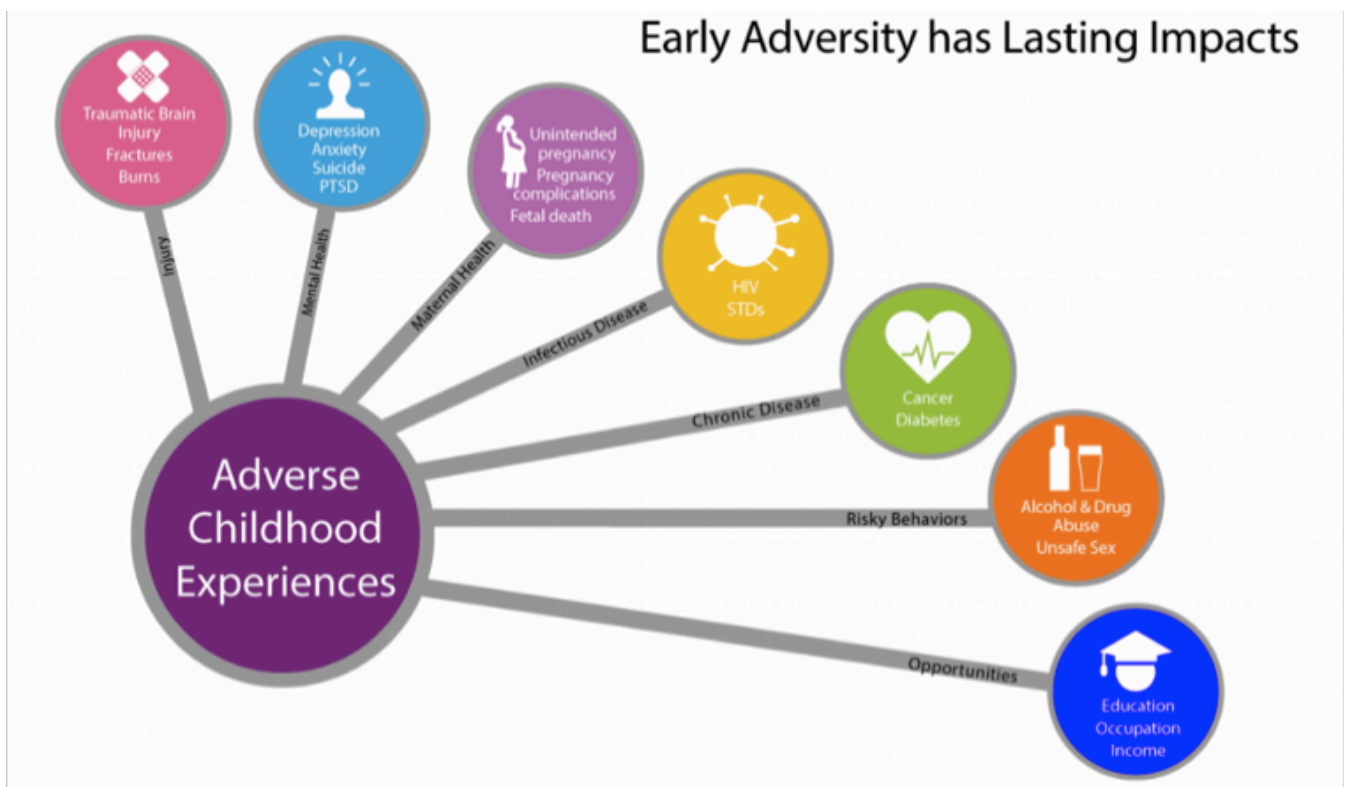 Early Adversity has Lasting Impacts
Traumatic Brain
Injury
Fractures
Burns
Depression
Anxiety
Suicide
PTSD
Unintended
pregnancy
Pregnancy
complications
Fetal death
HIV
STDs
Cancer
Diabetes
Alcohol & Drug
Abuse
Unsafe Sex
Education
Occupation
Income
Injury
Mental Health
Maternal Health
Infectious Disease
Chronic Disease
Risky Behaviors
Opportunities
Adverse
Childhood
Experiences